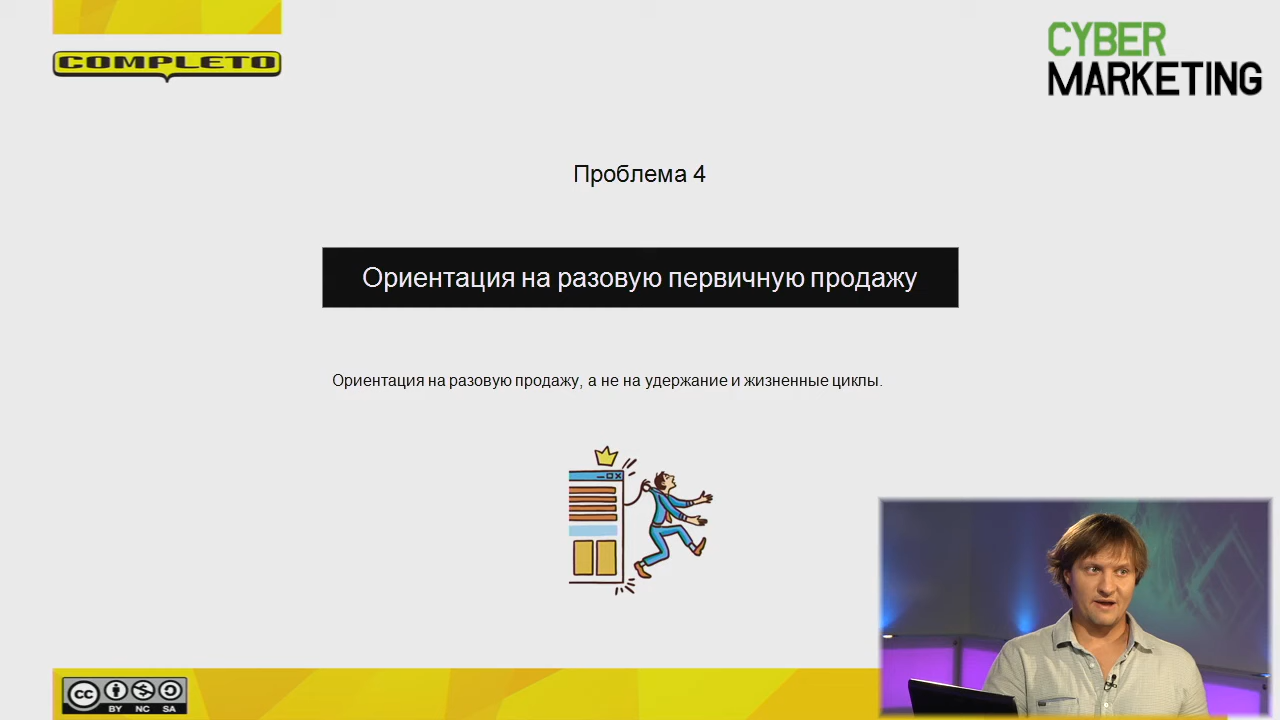 COMPLETO
CYBER
MARKETING
Проблема 4
Ориентация на разовую первичную продажу
Ориентация на разовую продажу, а не на удержание и жизненные циклы.
cc
BY NC SA